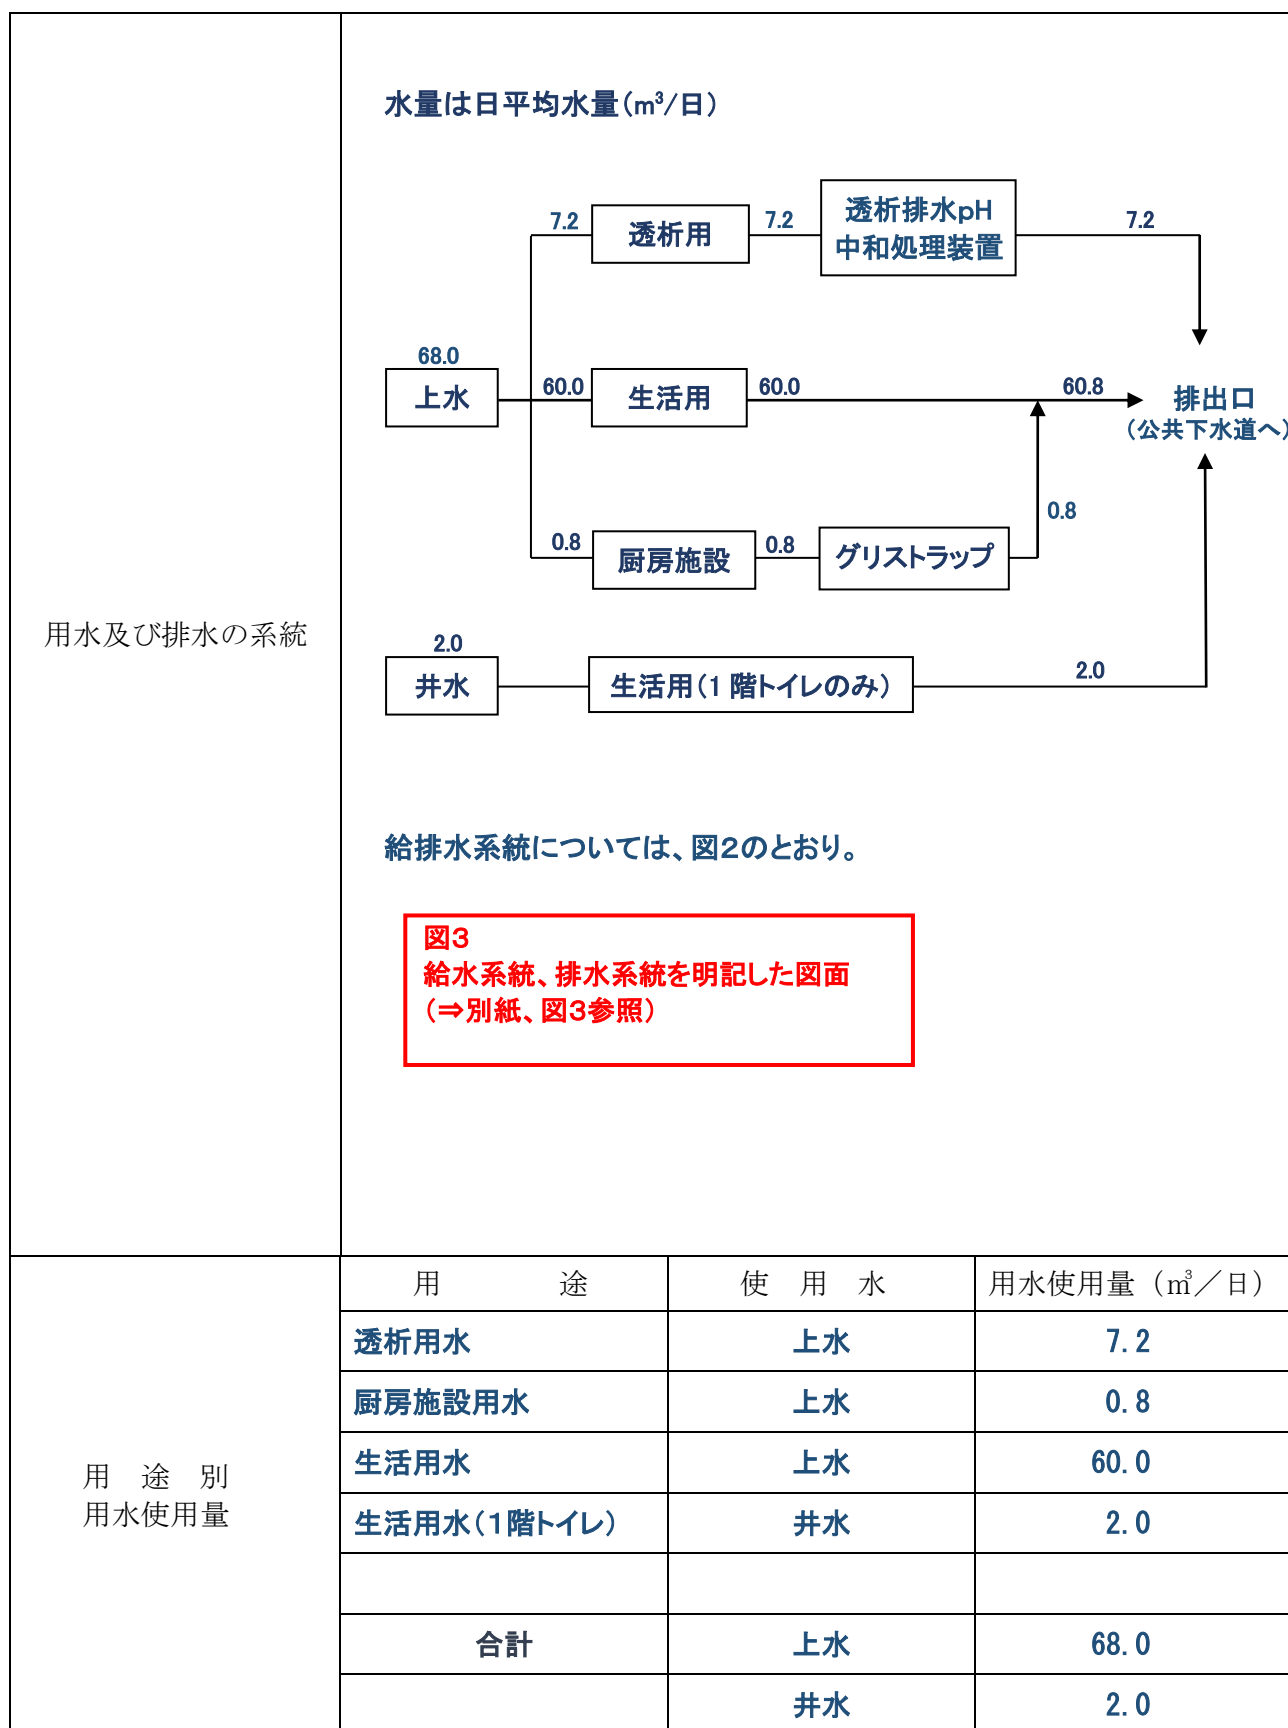 用水及び排水の系統
水量は日平均水量(m³/日)
7.2
透析用
7.2
透析排水pH
中和処理装置
7.2
68.0
上水
60.0
生活用
60.0
60.8
排出口
(公共下水道へ)
0.8
厨房施設
0.8
グリストラップ
0.8
2.0
井水
生活用(1階トイレのみ)
2.0
給排水系統については、図2のとおり。
図3
給水系統、排水系統を明記した図面
(⇒別紙、図3参照)
用 途 別
用水使用量
用 途 使 用 水 用水使用量(㎥/日)
透析用水 上水 7.2
厨房施設用水 上水 0.8
生活用水 上水 60.0
生活用水(1階トイレ) 井水 2.0
合計 上水 68.0
井水 2.0